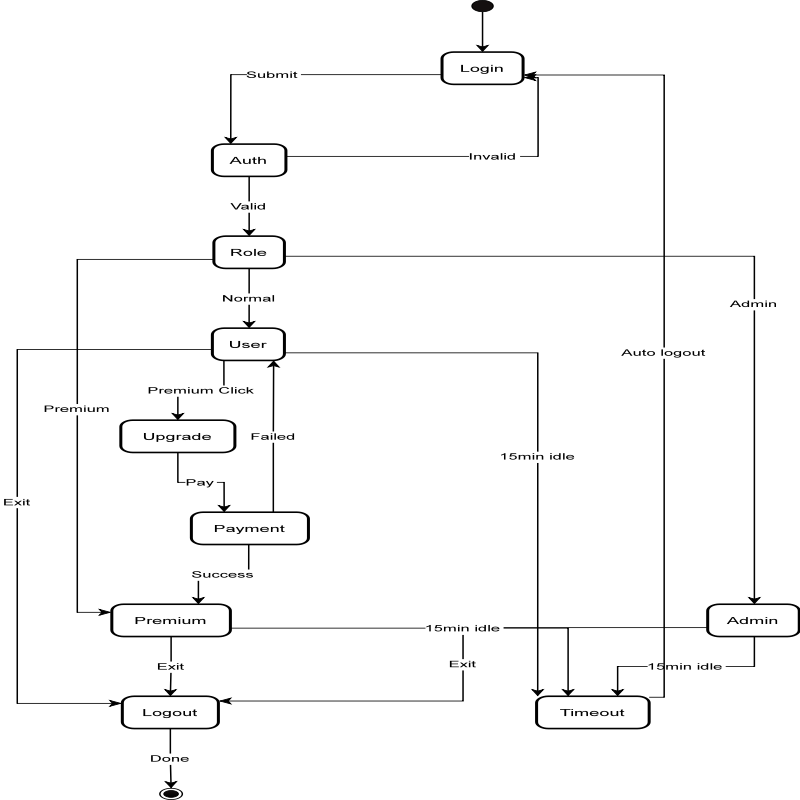 Login
Submit
Auth
Invalid
Valid
Role
Normal
Admin
User
Auto logout
Premium Click
Premium
Upgrade
Failed
15min idle
Pay
Exit
Payment
Success
Premium
15min idle
Admin
Exit
Exit
15min idle
Logout
Timeout
Done